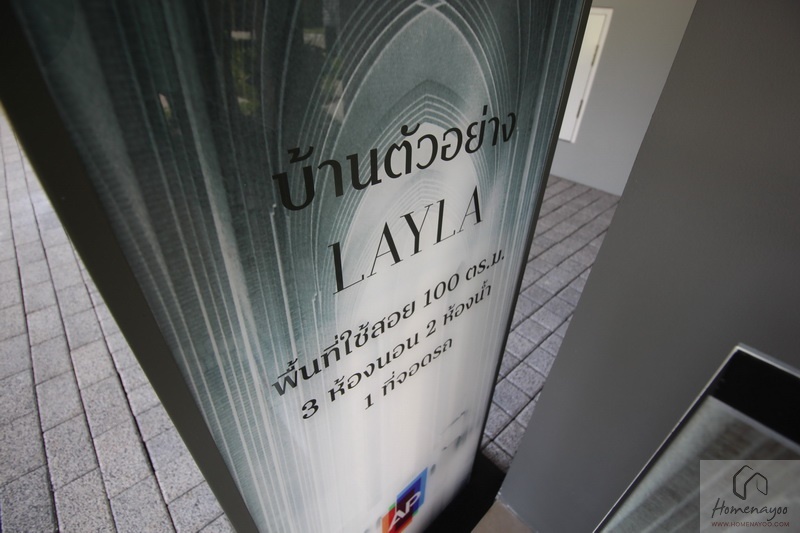 บ้านตัวอย่าง
LAYLA
พื้นที่ใช้สอย 100 ตร.ม.
3 ห้องนอน 2 ห้องน้ำ
1 ที่จอดรถ
AP
Homenayoo
WWW.HOMENAYOO.COM